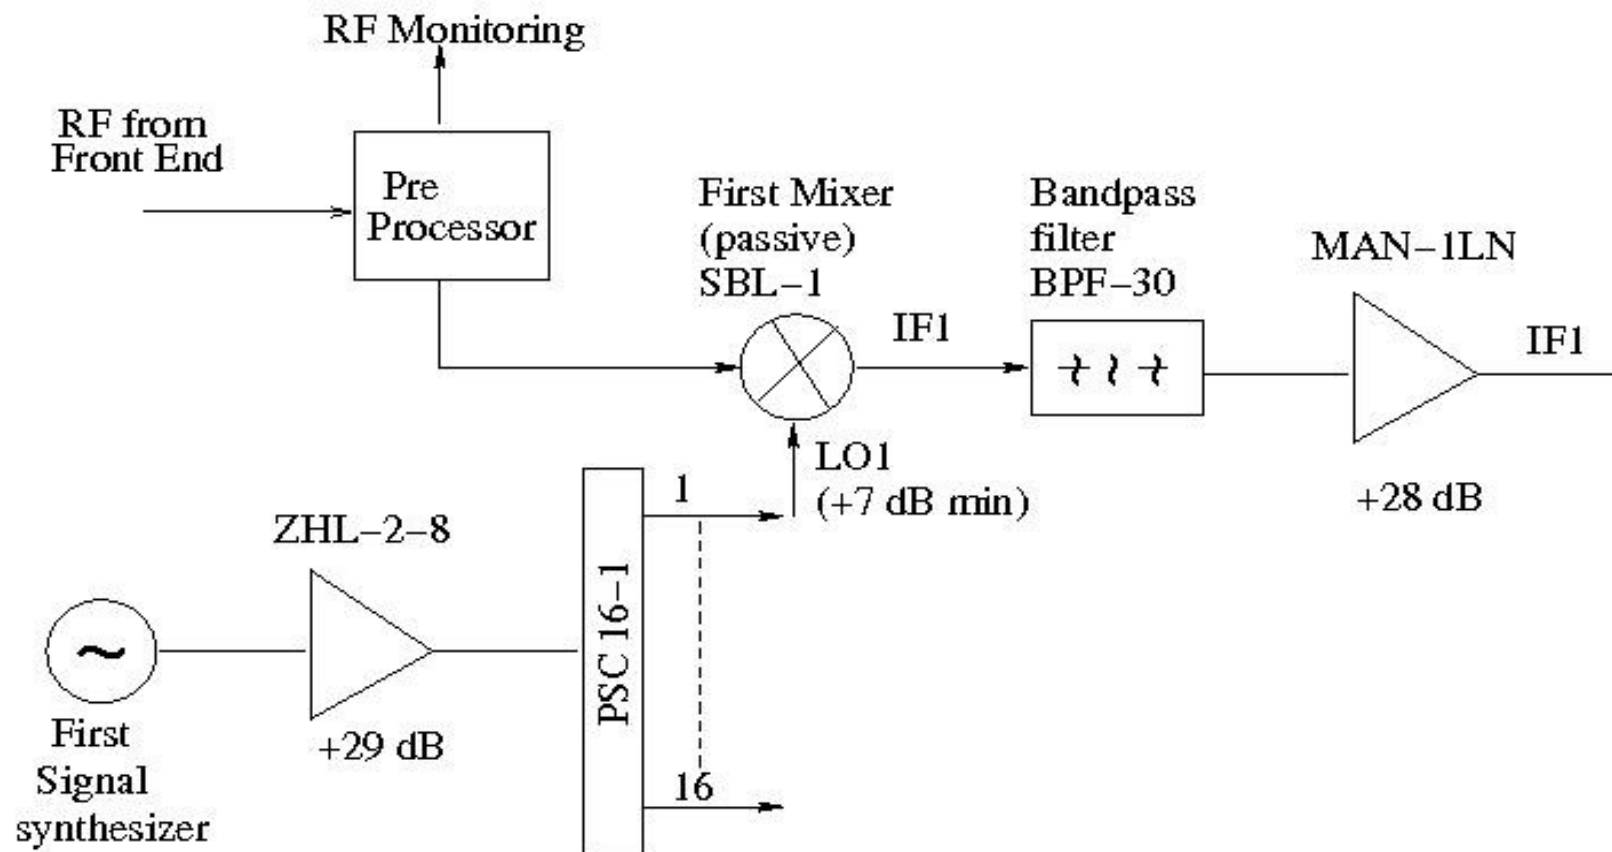 RF Monitoring
RF from
Front End
Pre
Processor
First Mixer
(passive)
SBL-1
IF1
Bandpass
filter
BPF-30
MAN-1LN
IF1
+28 dB
LO1
(+7 dB min)
ZHL-2-8
+29 dB
First
Signal
synthesizer
PSC 16-1
1
16